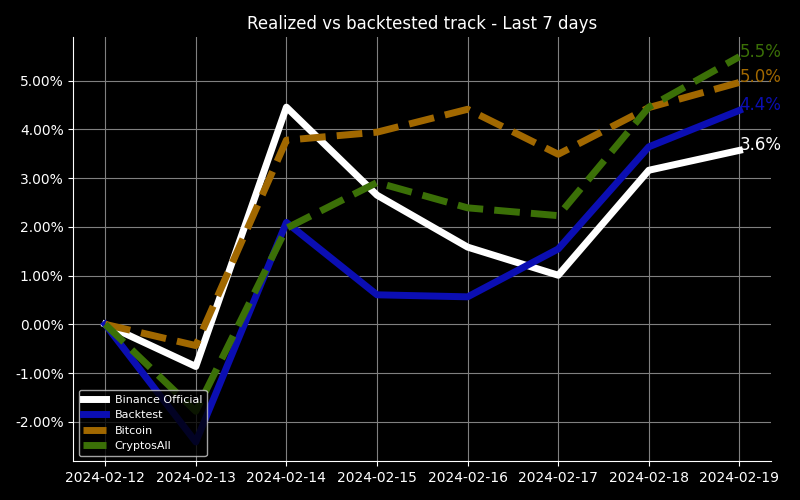 Realized vs backtested track - Last 7 days
5.5%
5.0%
4.4%
3.6%
5.00%
4.00%
3.00%
2.00%
1.00%
0.00%
-1.00%
-2.00%
Binance Official
Backtest
Bitcoin
CryptosAll
2024-02-12 2024-02-13 2024-02-14 2024-02-15 2024-02-16 2024-02-17 2024-02-18 2024-02-19